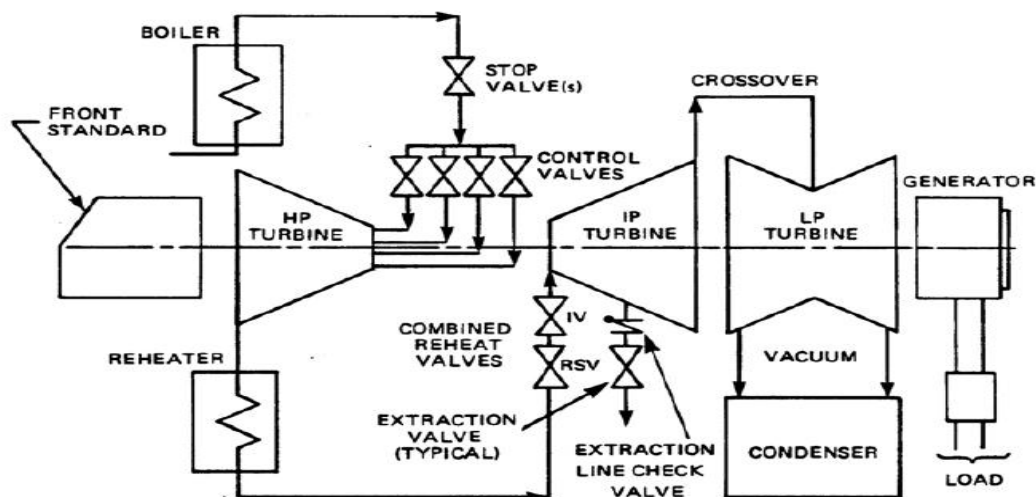 BOILER
STOP
VALVE(s)
CROSSOVER
FRONT
STANDARD
CONTROL
VALVES
GENERATOR
HP
TURBINE
IP
TURBINE
LP
TURBINE
COMBINED
REHEAT
VALVES
IV
RSV
REHEATER
VACUUM
EXTRACTION
VALVE
(TYPICAL)
EXTRACTION
LINE CHECK
VALVE
CONDENSER
LOAD